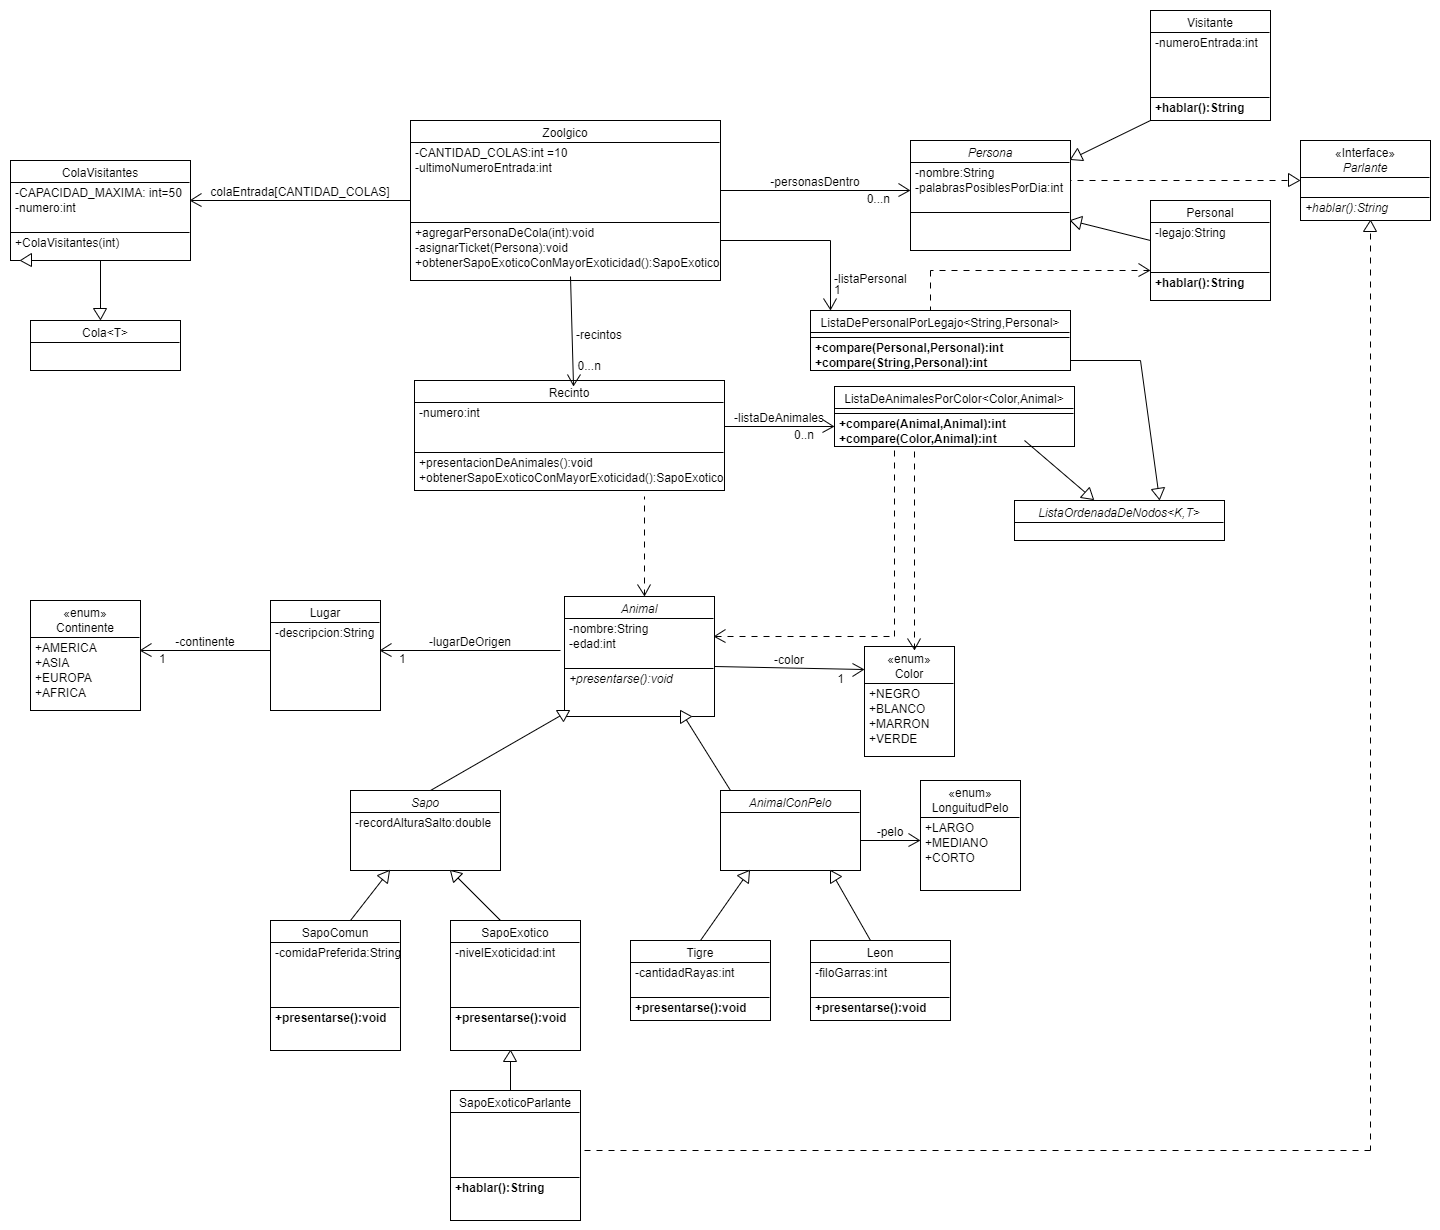 Visitante
-numeroEntrada:int
+hablar():String
Zoolgico
-CANTIDAD_COLAS:int =10
-ultimoNumeroEntrada:int
+agregarPersonaDeCola(int):void
-asignarTicket(Persona):void
+obtenerSapoExoticoConMayorExoticidad():SapoExotico
ColaVisitantes
-CAPACIDAD_MAXIMA: int=50
-numero:int
+ColaVisitantes(int)
colaEntrada[CANTIDAD_COLAS]
Cola<T>
-personasDentro
0...n
Persona
-nombre:String
-palabrasPosiblesPorDia:int
«Interface»
Parlante
+hablar():String
Personal
-legajo:String
+hablar():String
-listaPersonal
1
ListaDePersonalPorLegajo<String,Personal>
+compare(Personal,Personal):int
+compare(String,Personal):int
-recintos
0...n
Recinto
-numero:int
+presentacionDeAnimales():void
+obtenerSapoExoticoConMayorExoticidad():SapoExotico
-listaDeAnimales
0..n
ListaDeAnimalesPorColor<Color,Animal>
+compare(Animal,Animal):int
+compare(Color,Animal):int
ListaOrdenadaDeNodos<K,T>
«enum»
Continente
+AMERICA
+ASIA
+EUROPA
+AFRICA
-continente
1
Lugar
-descripcion:String
-lugarDeOrigen
1
Animal
-nombre:String
-edad:int
+presentarse():void
-color
1
«enum»
Color
+NEGRO
+BLANCO
+MARRON
+VERDE
Sapo
-recordAlturaSalto:double
AnimalConPelo
-pelo
«enum»
LonguitudPelo
+LARGO
+MEDIANO
+CORTO
SapoComun
-comidaPreferida:String
+presentarse():void
SapoExotico
-nivelExoticidad:int
+presentarse():void
Tigre
-cantidadRayas:int
+presentarse():void
Leon
-filoGarras:int
+presentarse():void
SapoExoticoParlante
+hablar():String